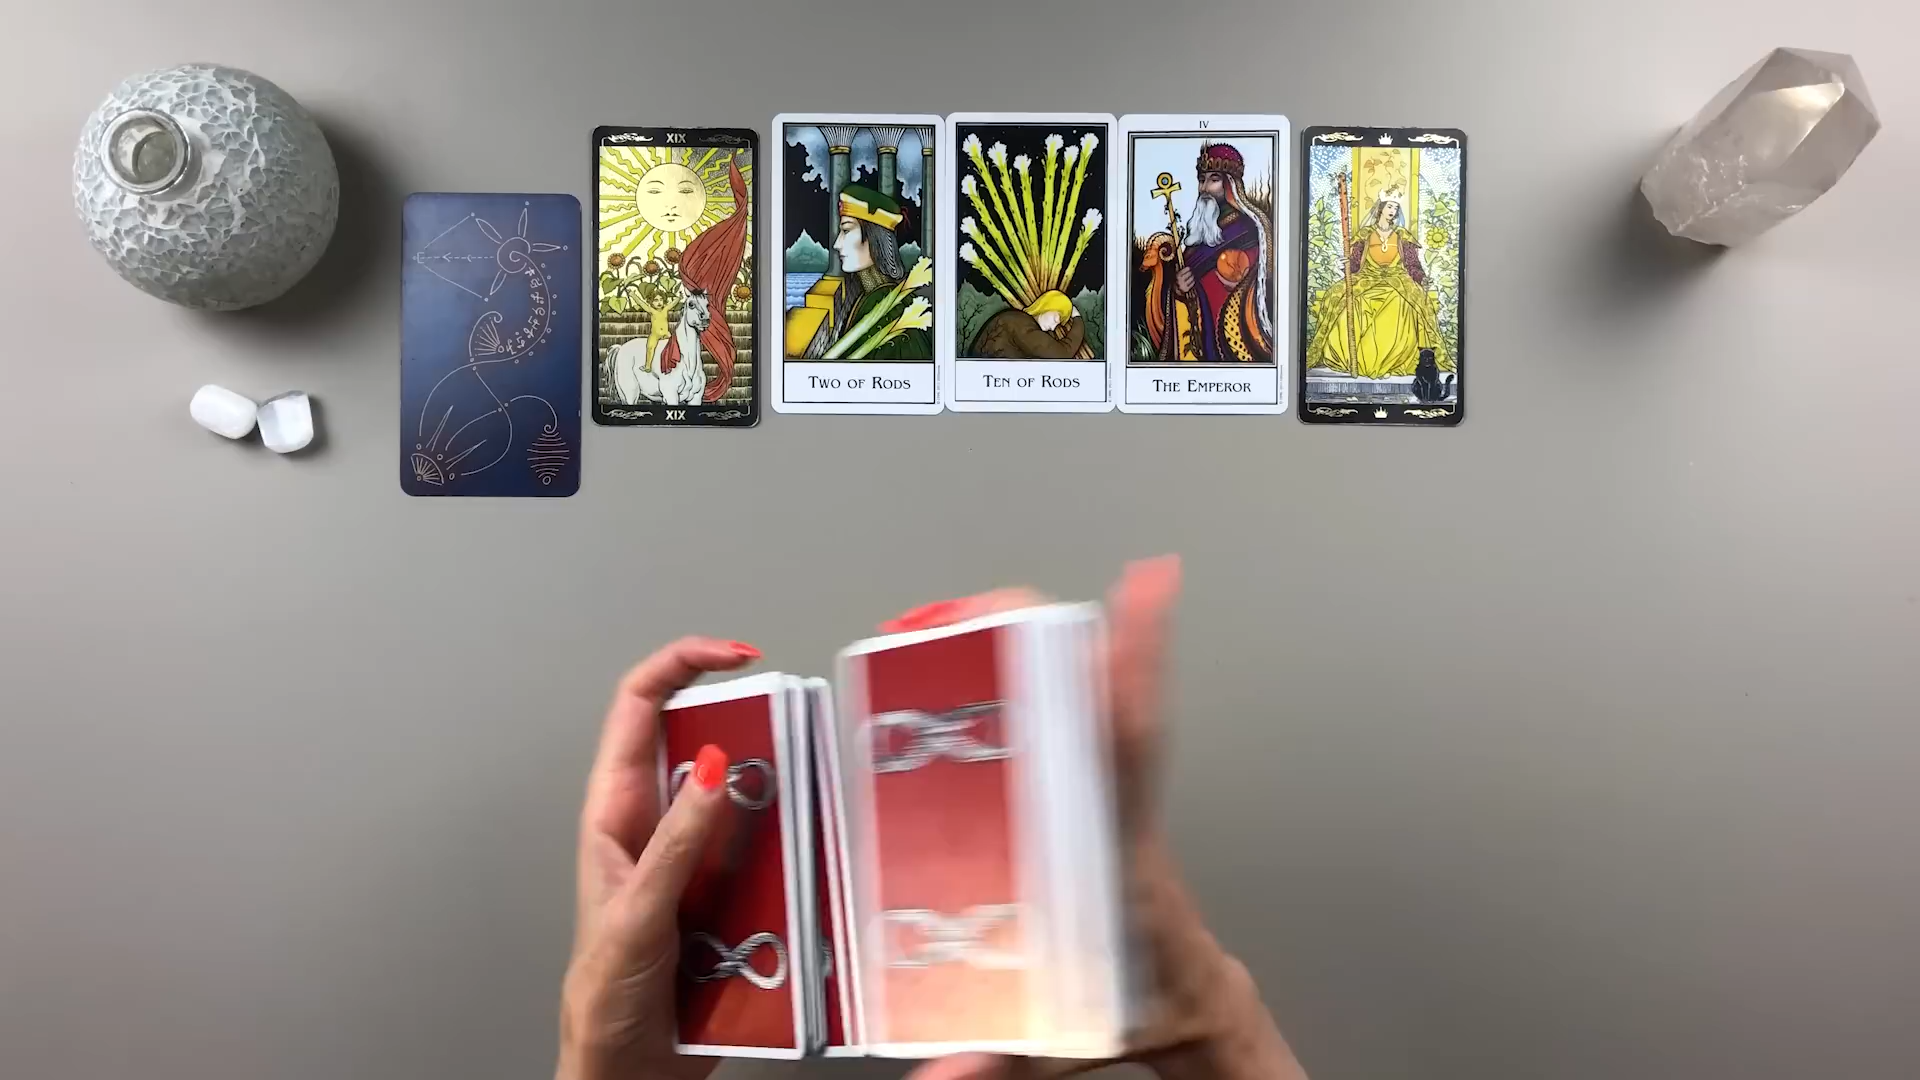 XIX
XIX
TWO OF RODS
TEN OF RODS
IV
THE EMPEROR